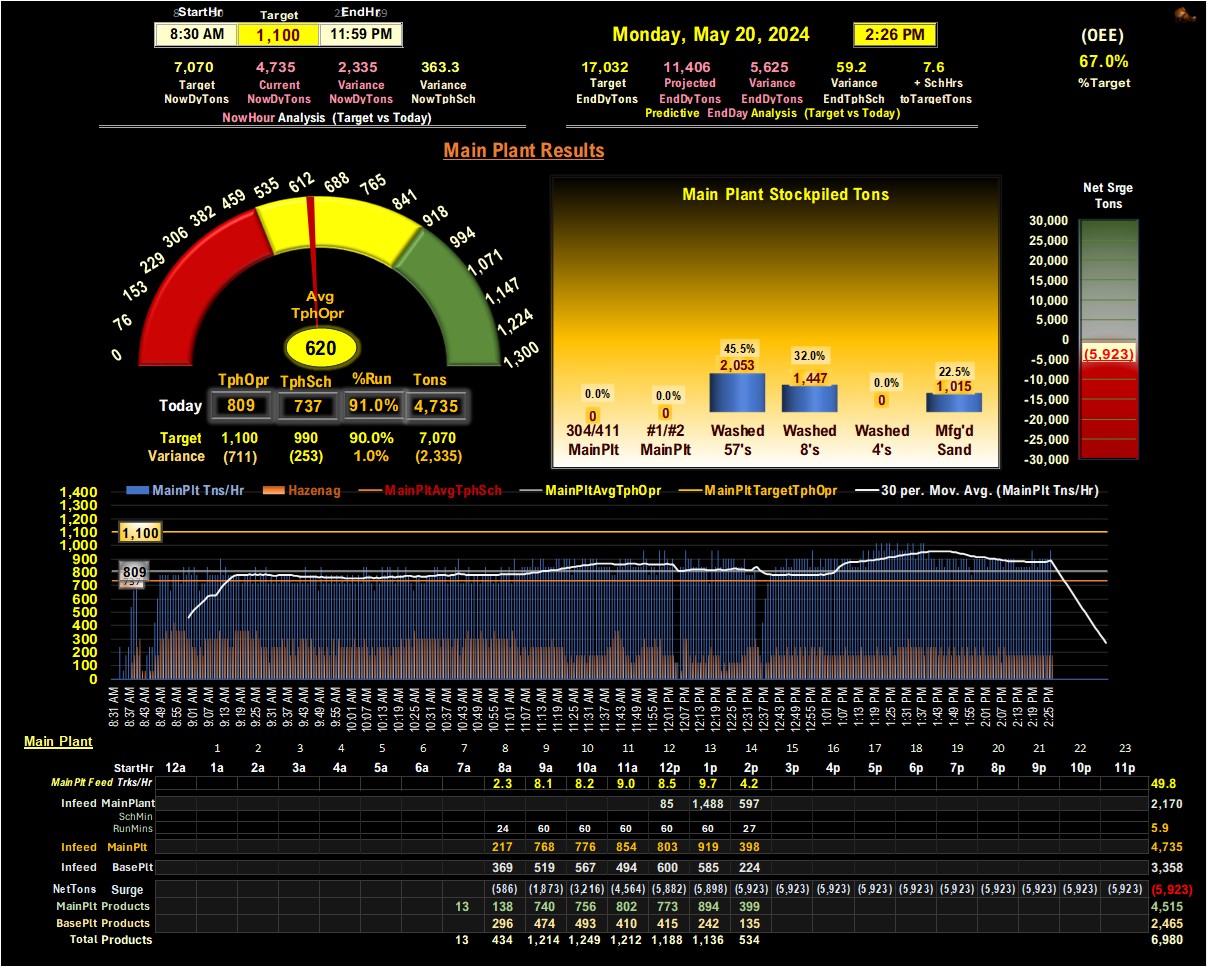 StartHr Target EndHr
8:30 AM 1,100 11:59 PM
Monday, May 20, 2024 2:26 PM
(OEE)
67.0%
%Target
7,070 4,735 2,335 363.3
Target Current Variance Variance
NowDyTons NowDyTons NowDyTons NowTphSch
NowHour Analysis (Target vs Today)
17,032 11,406 5,625 59.2 7.6
Target Projected Variance Variance + SchHrs
EndDyTons EndDyTons EndDyTons EndTphSch toTargetTons
Predictive EndDay Analysis (Target vs Today)
Main Plant Results
0 76 153 229 306 382 459 535 612 688 765 841 918 994 1,071 1,147 1,224 1,300
Avg
TphOpr
620
TphOpr TphSch %Run Tons
Today 809 737 91.0% 4,735
Target 1,100 990 90.0% 7,070
Variance (711) (253) 1.0% (2,335)
Main Plant Stockpiled Tons
0.0% 0.0% 45.5% 32.0% 0.0% 22.5%
0 0 2,053 1,447 0 1,015
304/411 #1/#2 Washed Washed Washed Mfg'd
MainPlt MainPlt 57's 8's 4's Sand
Net Srge
Tons
30,000
25,000
20,000
15,000
10,000
5,000
0
-5,000
-10,000
-15,000
-20,000
-25,000
-30,000
(5,923)
MainPlt Tns/Hr Hazenag MainPltAvgTphSch MainPltAvgTphOpr MainPltTargetTphOpr 30 per. Mov. Avg. (MainPlt Tns/Hr)
1,400
1,300
1,200
1,100
1,000
900
800
700
600
500
400
300
200
100
0
1,100
809
737
8:31 AM 8:37 AM 8:43 AM 8:49 AM 8:55 AM 9:01 AM 9:07 AM 9:13 AM 9:19 AM 9:25 AM 9:31 AM 9:37 AM 9:43 AM 9:49 AM 9:55 AM 10:01 AM 10:07 AM 10:13 AM 10:19 AM 10:25 AM 10:31 AM 10:37 AM 10:43 AM 10:49 AM 10:55 AM 11:01 AM 11:07 AM 11:13 AM 11:19 AM 11:25 AM 11:31 AM 11:37 AM 11:43 AM 11:49 AM 11:55 AM 12:01 PM 12:07 PM 12:13 PM 12:19 PM 12:25 PM 12:31 PM 12:37 PM 12:43 PM 12:49 PM 12:55 PM 1:01 PM 1:07 PM 1:13 PM 1:19 PM 1:25 PM 1:31 PM 1:37 PM 1:43 PM 1:49 PM 1:55 PM 2:01 PM 2:07 PM 2:13 PM 2:19 PM 2:25 PM
Main Plant
1 2 3 4 5 6 7 8 9 10 11 12 13 14 15 16 17 18 19 20 21 22 23
StartHr 12a 1a 2a 3a 4a 5a 6a 7a 8a 9a 10a 11a 12p 1p 2p 3p 4p 5p 6p 7p 8p 9p 10p 11p
MainPlt Feed Trks/Hr 2.3 8.1 8.2 9.0 8.5 9.7 4.2 49.8
Infeed MainPlant 85 1,488 597 2,170
SchMin
RunMins 24 60 60 60 60 60 27 5.9
Infeed MainPlt 217 768 776 854 803 919 398 4,735
Infeed BasePlt 369 519 567 494 600 585 224 3,358
NetTons Surge (586) (1,873) (3,216) (4,564) (5,882) (5,898) (5,923) (5,923) (5,923) (5,923) (5,923) (5,923) (5,923) (5,923) (5,923) (5,923) (5,923)
MainPlt Products 13 138 740 756 802 773 894 399 4,515
BasePlt Products 296 474 493 410 415 242 135 2,465
Total Products 13 434 1,214 1,249 1,212 1,188 1,136 534 6,980